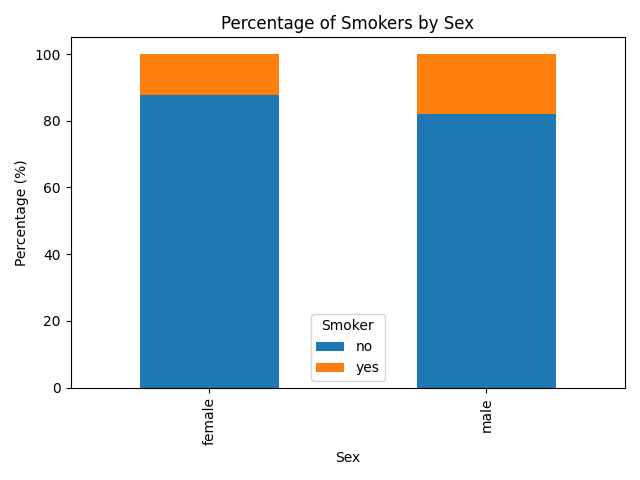 Percentage of Smokers by Sex
100
80
60
40
20
0
Percentage (%)
Smoker
no
yes
female
male
Sex